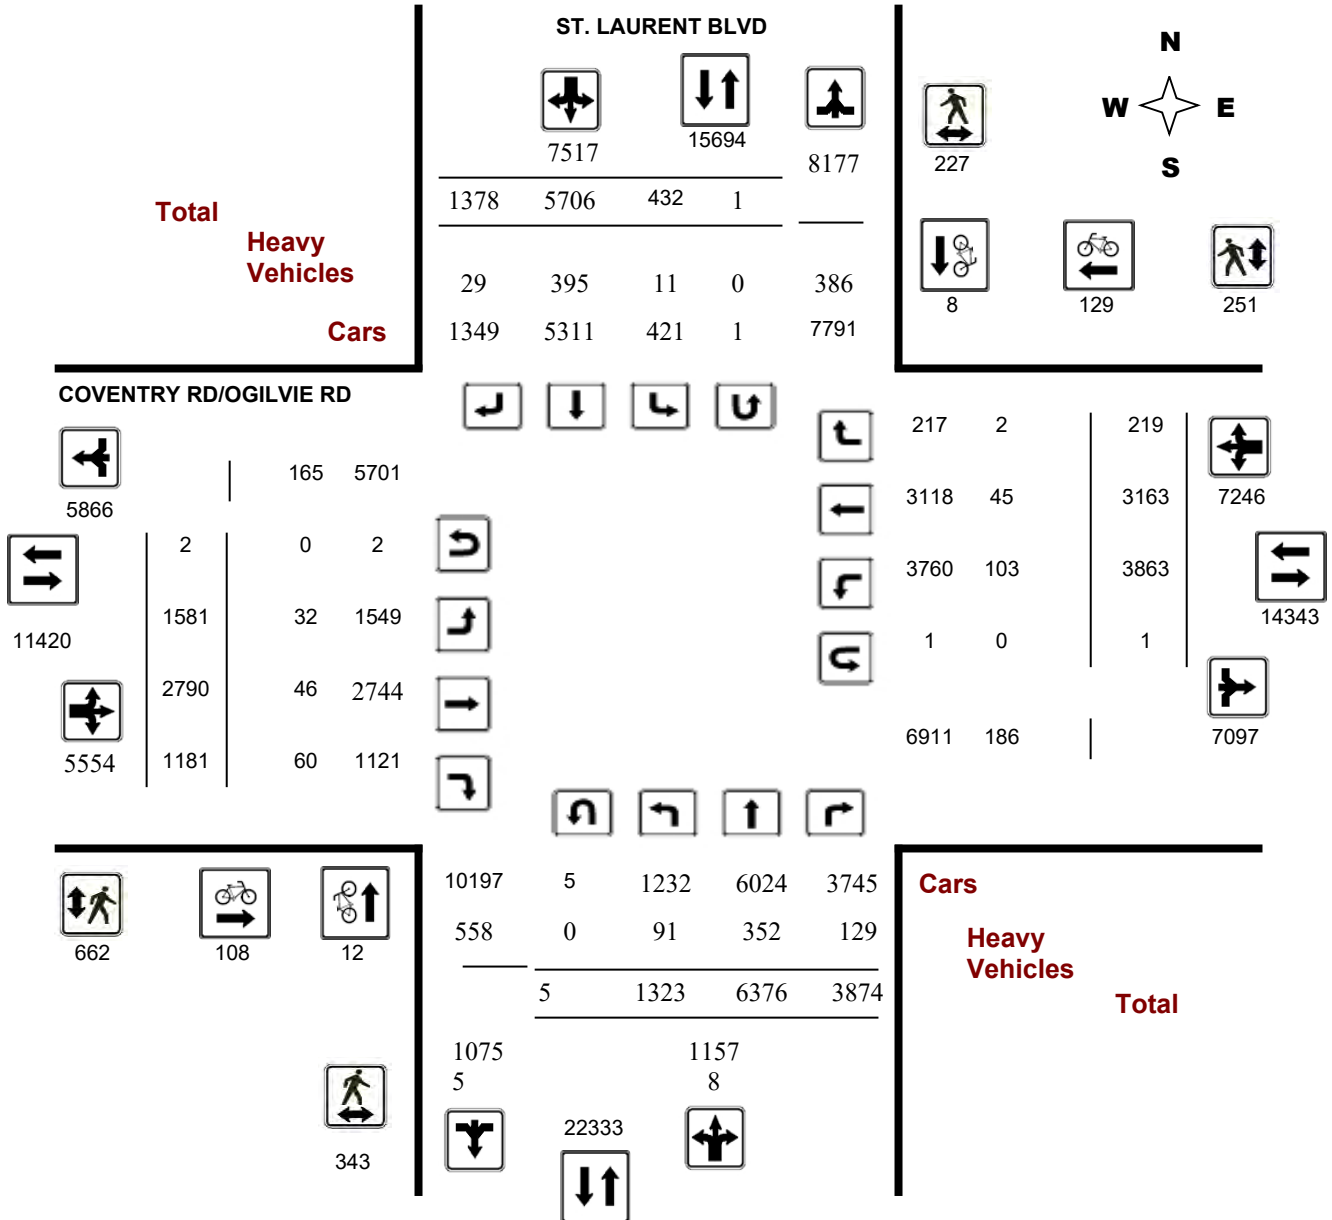 ST. LAURENT BLVD
N
W E
S
7517
15694
8177
227
1378 5706 432 1
Total
Heavy
Vehicles
29 395 11 0 386
8 129 251
Cars
1349 5311 421 1 7791
COVENTRY RD/OGILVIE RD
217 2 219
165 5701
5866
3118 45 3163 7246
2 0 2
3760 103 3863
1581 32 1549
11420
14343
1 0 1
2790 46 2744
6911 186 7097
5554 1181 60 1121
10197 5 1232 6024 3745
Cars
558 0 91 352 129
Heavy
Vehicles
662 108 12
5 1323 6376 3874
Total
1075
5
1157
8
22333
343